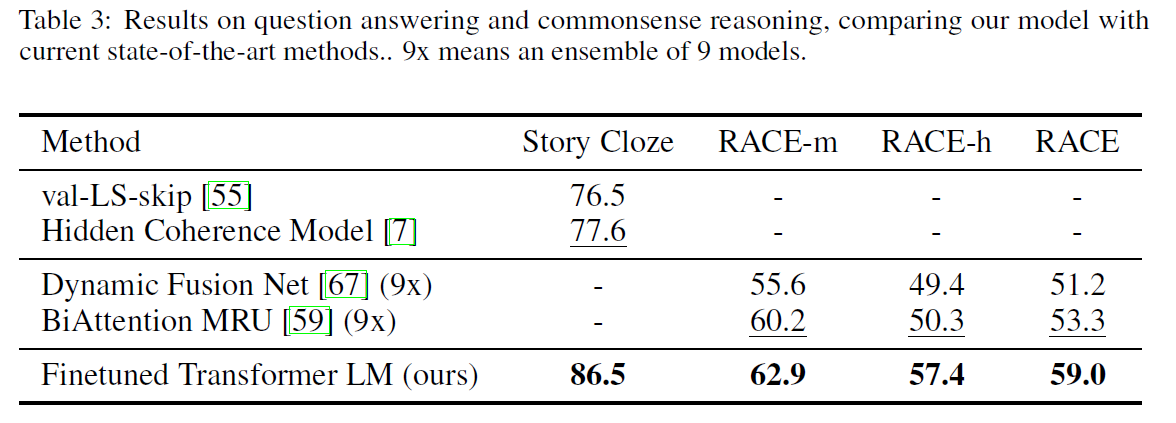 Table 3: Results on question answering and commonsense reasoning, comparing our model with
current state-of-the-art methods.. 9x means an ensemble of 9 models.
Method Story Cloze RACE-m RACE-h RACE
val-LS-skip [55] 76.5 - - -
Hidden Coherence Model [7] 77.6 - - -
Dynamic Fusion Net [67] (9x) - 55.6 49.4 51.2
BiAttention MRU [59] (9x) - 60.2 50.3 53.3
Finetuned Transformer LM (ours) 86.5 62.9 57.4 59.0